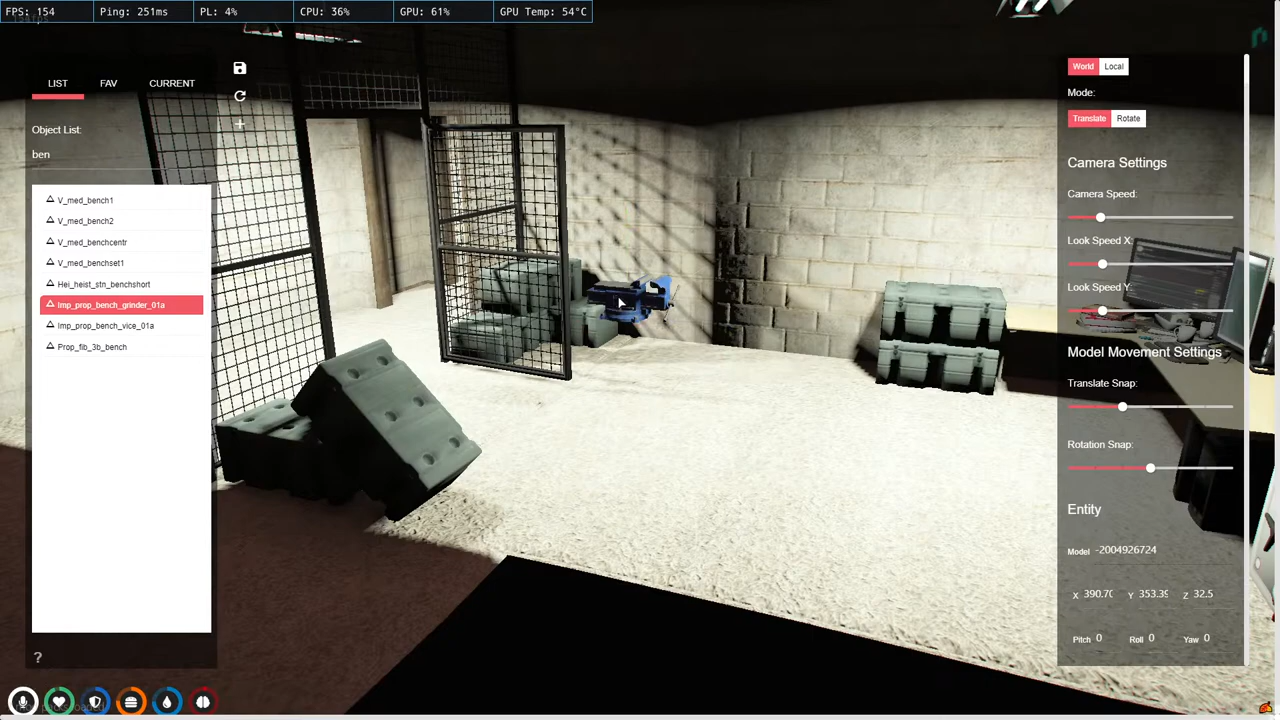 FPS: 154
Ping: 251ms
PL: 4%
CPU: 36%
GPU: 61%
GPU Temp: 54°C
LIST
FAV
CURRENT
Object List:
ben
V_med_bench1
V_med_bench2
V_med_benchcentr
V_med_benchset1
Hei_heist_stn_benchshort
Imp_prop_bench_grinder_01a
Imp_prop_bench_vice_01a
Prop_fib_3b_bench
?
World
Local
Mode:
Translate
Rotate
Camera Settings
Camera Speed:
Look Speed X:
Look Speed Y:
Model Movement Settings
Translate Snap:
Rotation Snap:
Entity
Model -2004926724
X 390.70 Y 353.39 Z 32.5
Pitch 0 Roll 0 Yaw 0